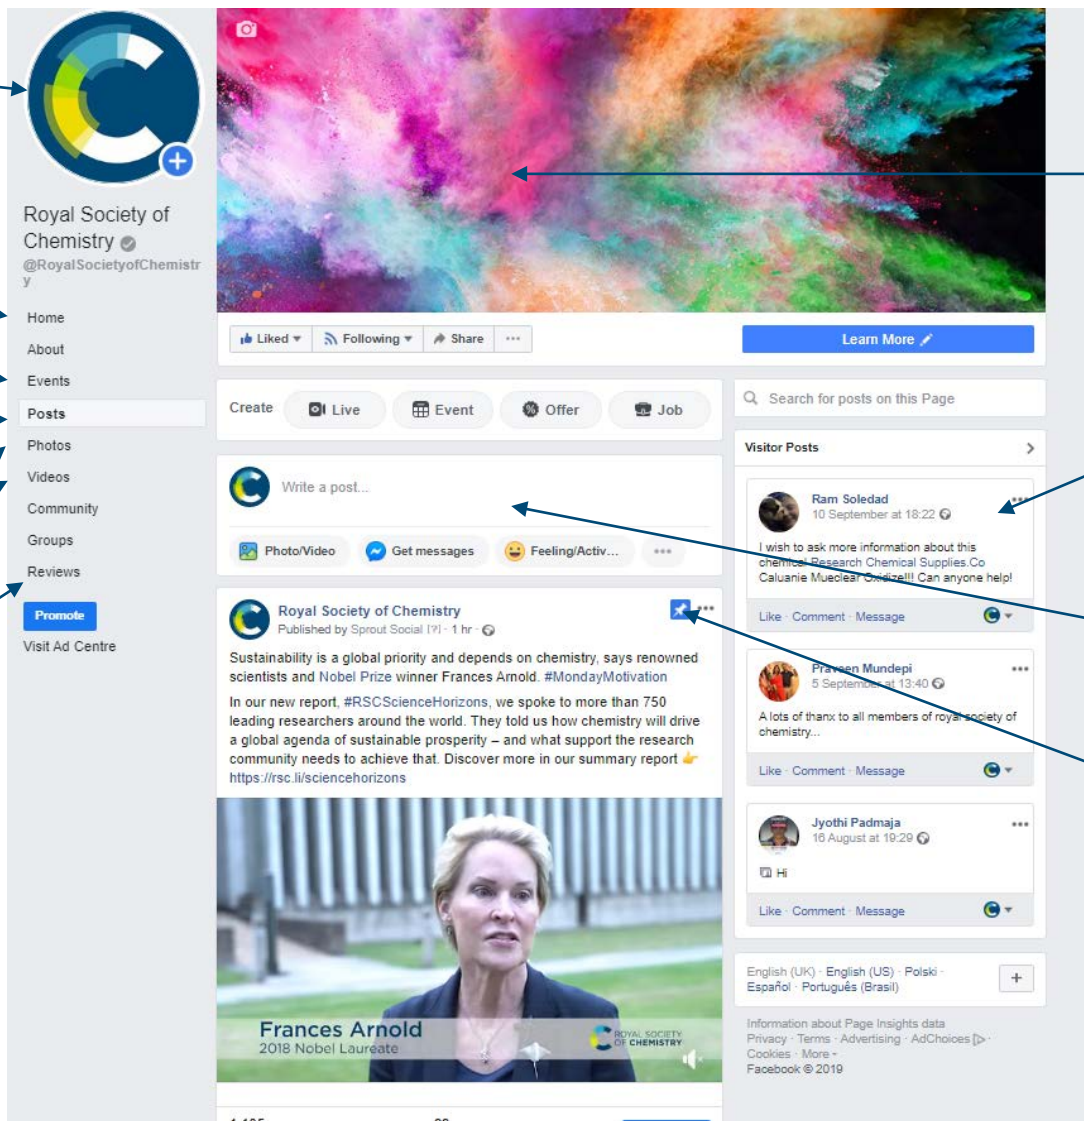 Royal Society of
Chemistry
@RoyalSocietyofChemistr
y
Home
About
Events
Posts
Photos
Videos
Community
Groups
Reviews
Promote
Visit Ad Centre
Liked
Following
Share
Learn More
Create
Live
Event
Offer
Job
Write a post...
Photo/Video
Get messages
Feeling/Activ...
Royal Society of Chemistry
Published by Sprout Social [?] · 1 hr ·
Sustainability is a global priority and depends on chemistry, says renowned
scientists and Nobel Prize winner Frances Arnold. #MondayMotivation
In our new report, #RSCScienceHorizons, we spoke to more than 750
leading researchers around the world. They told us how chemistry will drive
a global agenda of sustainable prosperity – and what support the research
community needs to achieve that. Discover more in our summary report
https://rsc.li/sciencehorizons
Frances Arnold
2018 Nobel Laureate
ROYAL SOCIETY
OF CHEMISTRY
Search for posts on this Page
Visitor Posts
Ram Soledad
10 September at 18:22
I wish to ask more information about this
chemical Research Chemical Supplies.Co
Caluanie Mueclear Oxidize!!! Can anyone help!
Like · Comment · Message
Praveen Mundepi
5 September at 13:40
A lots of thanx to all members of royal society of
chemistry...
Like · Comment · Message
Jyothi Padmaja
16 August at 19:29
Hi
Like · Comment · Message
English (UK) · English (US) · Polski ·
Español · Português (Brasil)
Information about Page Insights data
Privacy · Terms · Advertising · AdChoices ·
Cookies · More
Facebook © 2019